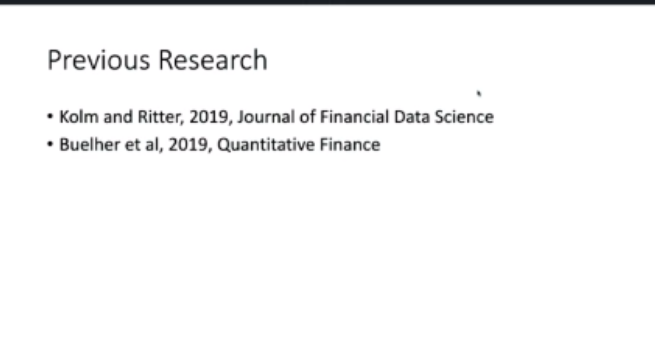 Previous Research
• Kolm and Ritter, 2019, Journal of Financial Data Science
• Buelher et al, 2019, Quantitative Finance